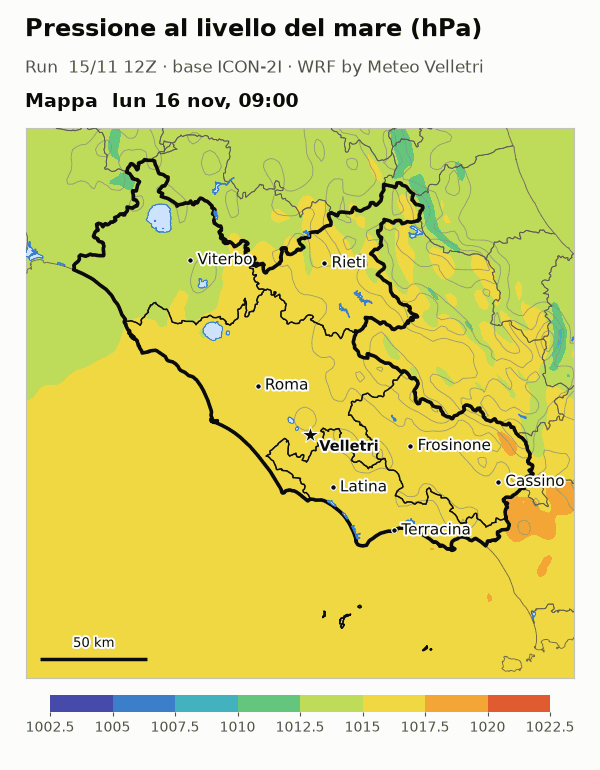 Pressione al livello del mare (hPa)
Run  15/11 12Z · base ICON-2I · WRF by Meteo Velletri
Mappa  lun 16 nov, 09:00
Viterbo
Rieti
Roma
Velletri
Frosinone
Cassino
Latina
Terracina
50 km
1002.5 1005 1007.5 1010 1012.5 1015 1017.5 1020 1022.5